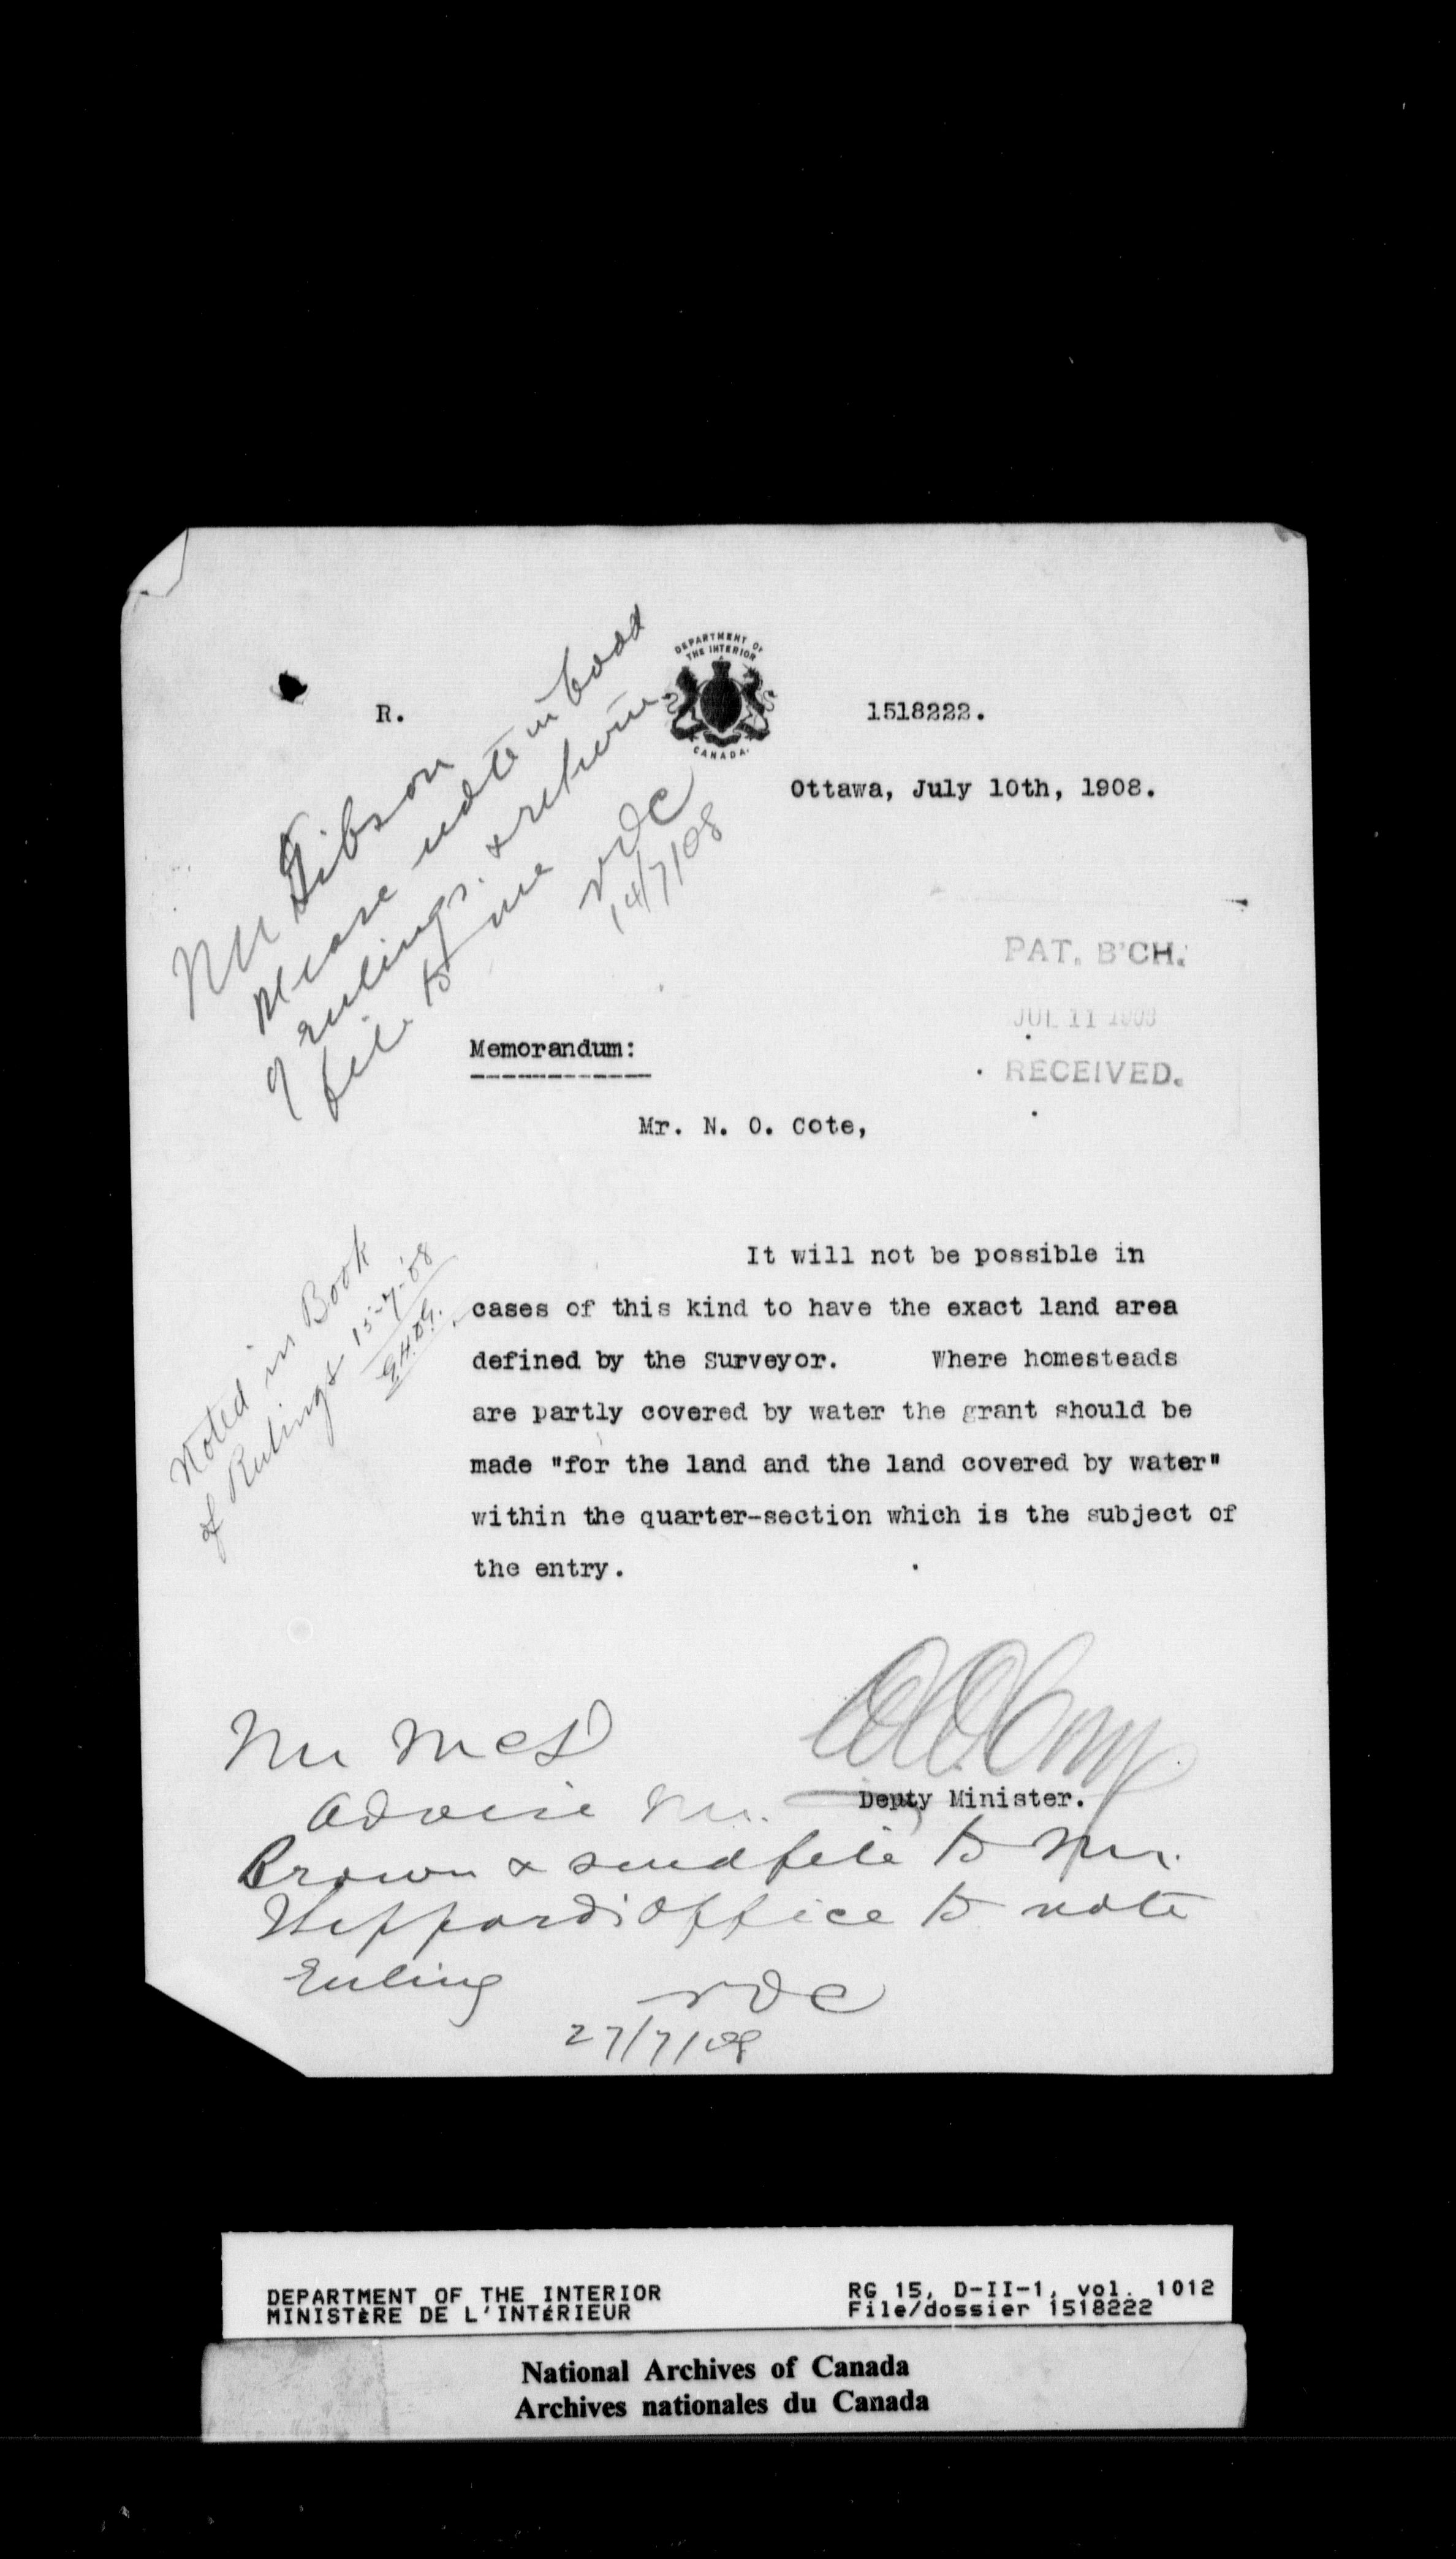 DEPARTMENT OF
THE INTERIOR
CANADA.
R.
1518222.
Ottawa, July 10th, 1908.
Mr Gibson
Please note in book
of rulings. & return
file to me
NOC
14/7/08
PAT. B'CH.
JUL 11 1908
RECEIVED.
Memorandum:
Mr. N. O. Cote,
Noted in Book
of Rulings 15-7-'08
It will not be possible in
cases of this kind to have the exact land area
defined by the Surveyor. Where homesteads
are partly covered by water the grant should be
made "for the land and the land covered by water"
within the quarter-section which is the subject of
the entry.
Deputy Minister.
Mr
Advise Mr.
Brown & send file to Mr.
office to note
Ruling
NOC
27/7/08
DEPARTMENT OF THE INTERIOR
MINISTÈRE DE L'INTÉRIEUR
RG 15, D-II-1, vol. 1012
File/dossier 1518222
National Archives of Canada
Archives nationales du Canada